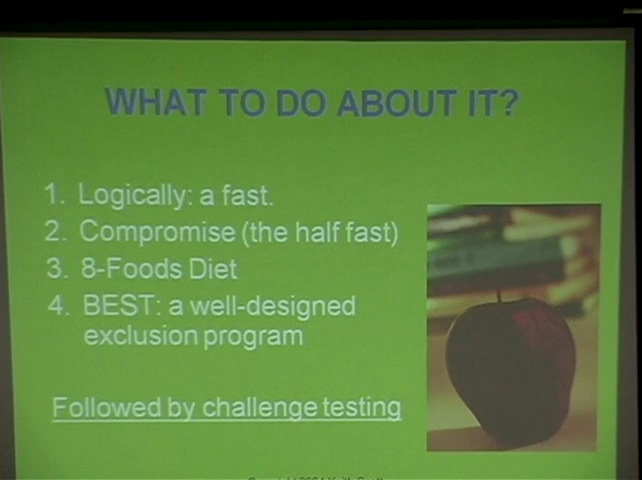 WHAT TO DO ABOUT IT?
1. Logically: a fast.
2. Compromise (the half fast)
3. 8-Foods Diet
4. BEST: a well-designed
exclusion program
Followed by challenge testing